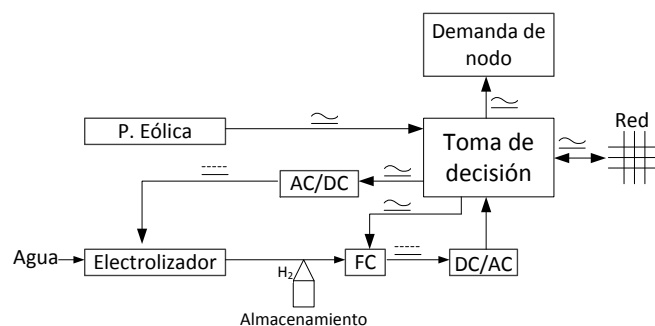 Demanda de
nodo
P. Eólica
Toma de
decisión
Red
AC/DC
Agua
Electrolizador
H₂
FC
DC/AC
Almacenamiento